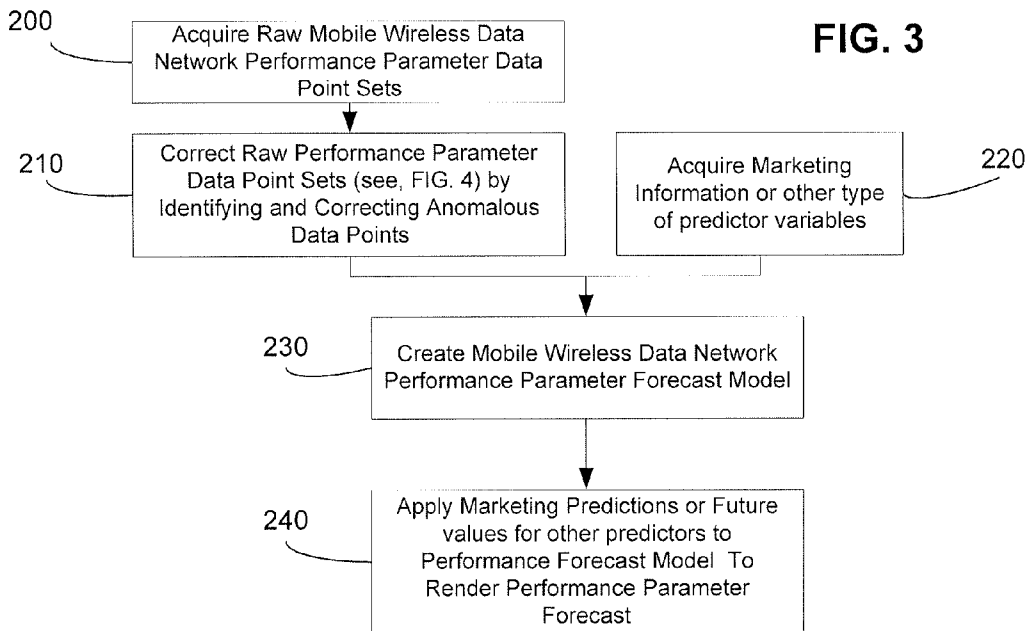 200
Acquire Raw Mobile Wireless Data
Network Performance Parameter Data
Point Sets
FIG. 3
210
Correct Raw Performance Parameter
Data Point Sets (see, FIG. 4) by
Identifying and Correcting Anomalous
Data Points
Acquire Marketing
Information or other type
of predictor variables
220
230
Create Mobile Wireless Data Network
Performance Parameter Forecast Model
240
Apply Marketing Predictions or Future
values for other predictors to
Performance Forecast Model To
Render Performance Parameter
Forecast